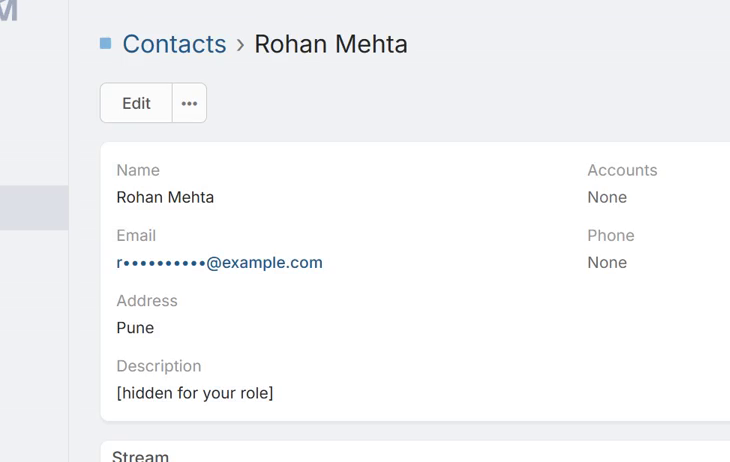 M
Contacts › Rohan Mehta
Edit •••
Name
Rohan Mehta
Accounts
None
Email
r••••••••••@example.com
Phone
None
Address
Pune
Description
[hidden for your role]
Stream